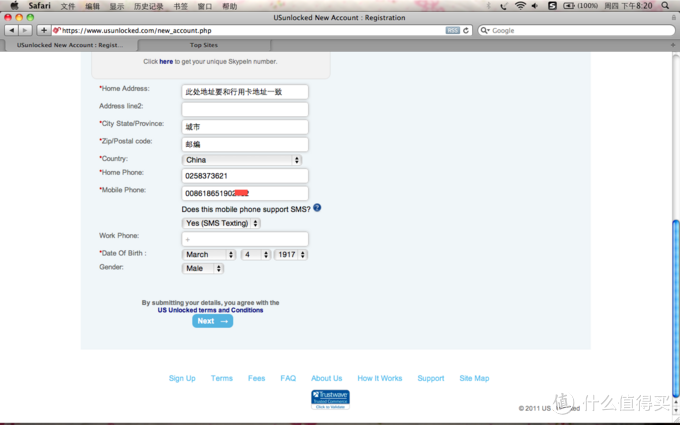 Safari 文件 编辑 显示 历史记录 书签 窗口 帮助 (100%) 周四 下午8:20
USunlocked New Account : Registration
https://www.usunlocked.com/new_account.php Google
USunlocked New Account : Regist... Top Sites
Click here to get your unique SkypeIn number.
*Home Address: 此处地址要和行用卡地址一致
Address line2:
*City State/Province: 城市
*Zip/Postal code: 邮编
*Country: China
*Home Phone: 0258373621
*Mobile Phone: 008618651902
Does this mobile phone support SMS? ?
Yes (SMS Texting)
Work Phone: +
*Date Of Birth : March 4 1917
Gender: Male
By submitting your details, you agree with the
US Unlocked terms and Conditions
Next →
Sign Up Terms Fees FAQ About Us How It Works Support Site Map
Trustwave
Trusted Commerce
Click to Validate
© 2011 US
值 什么值得买